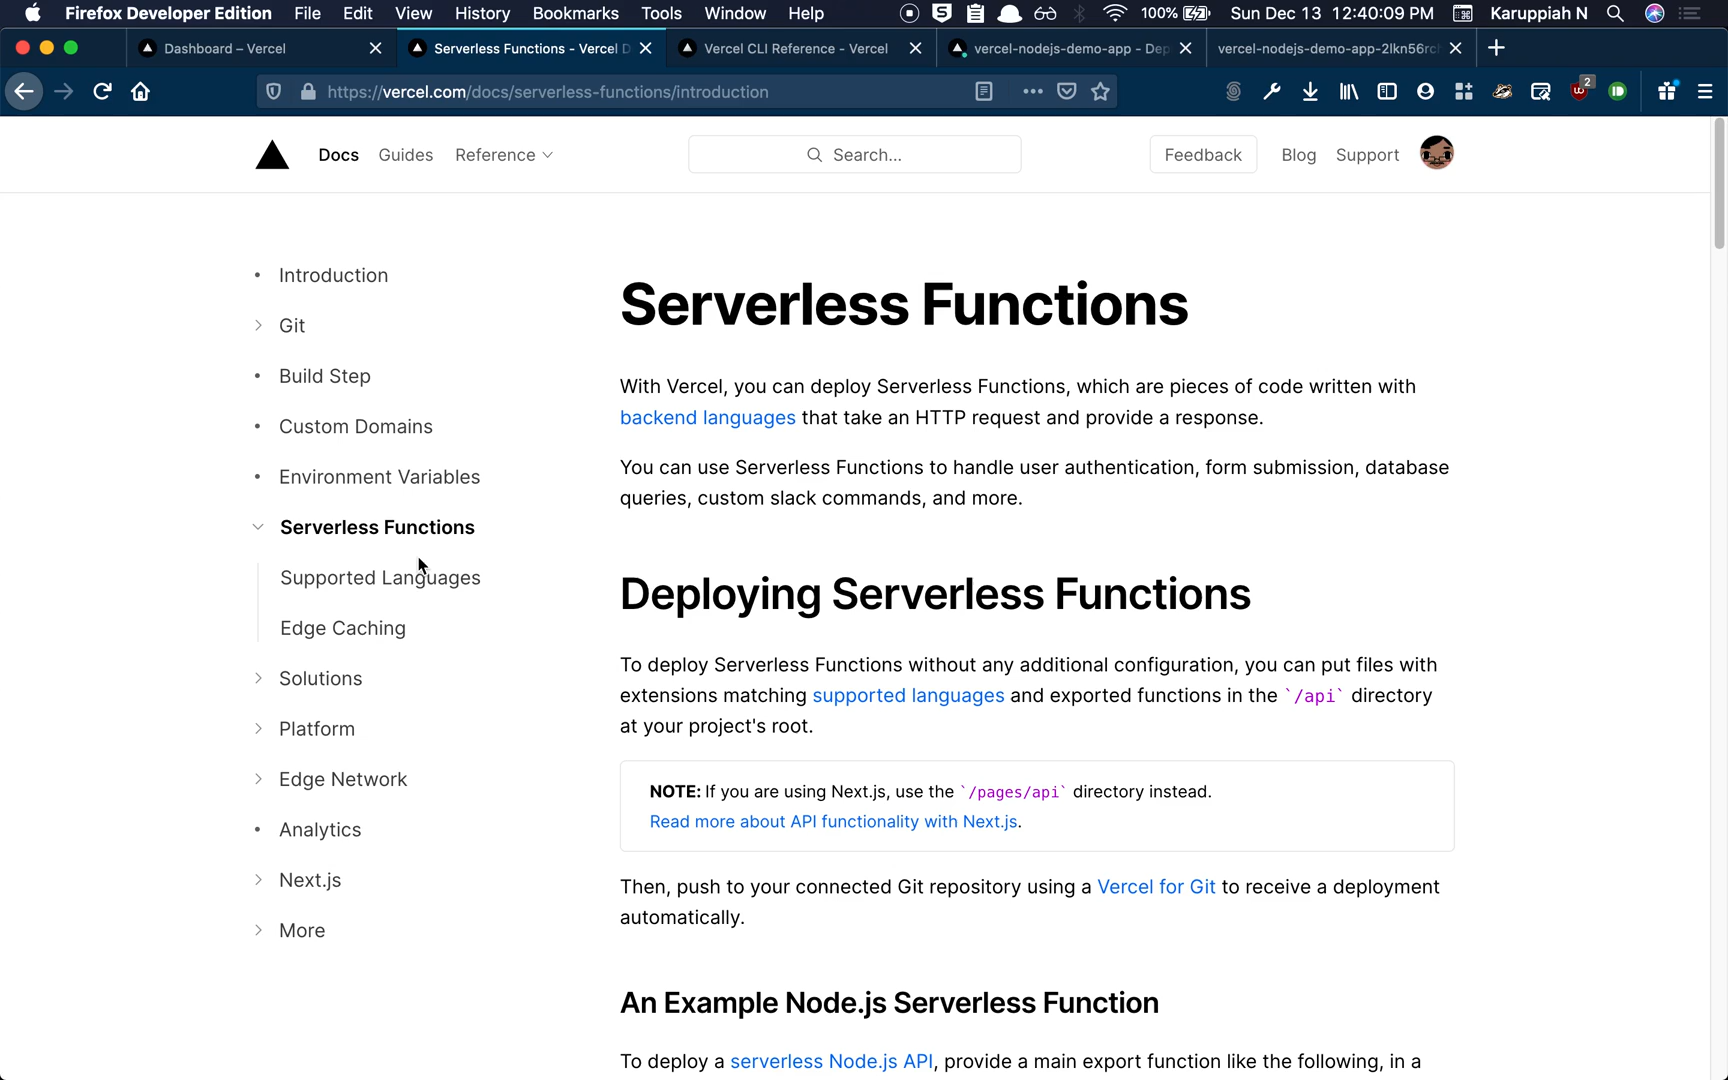 Firefox Developer Edition File Edit View History Bookmarks Tools Window Help 100% Sun Dec 13 12:40:09 PM Karuppiah N
Dashboard – Vercel Serverless Functions - Vercel D Vercel CLI Reference - Vercel vercel-nodejs-demo-app - Dep vercel-nodejs-demo-app-2lkn56rc
https://vercel.com/docs/serverless-functions/introduction 2
Docs Guides Reference Search... Feedback Blog Support
Introduction
Git
Build Step
Custom Domains
Environment Variables
Serverless Functions
Supported Languages
Edge Caching
Solutions
Platform
Edge Network
Analytics
Next.js
More
Serverless Functions
With Vercel, you can deploy Serverless Functions, which are pieces of code written with
backend languages that take an HTTP request and provide a response.
You can use Serverless Functions to handle user authentication, form submission, database
queries, custom slack commands, and more.
Deploying Serverless Functions
To deploy Serverless Functions without any additional configuration, you can put files with
extensions matching supported languages and exported functions in the `/api` directory
at your project's root.
NOTE: If you are using Next.js, use the `/pages/api` directory instead.
Read more about API functionality with Next.js.
Then, push to your connected Git repository using a Vercel for Git to receive a deployment
automatically.
An Example Node.js Serverless Function
To deploy a serverless Node.js API, provide a main export function like the following, in a